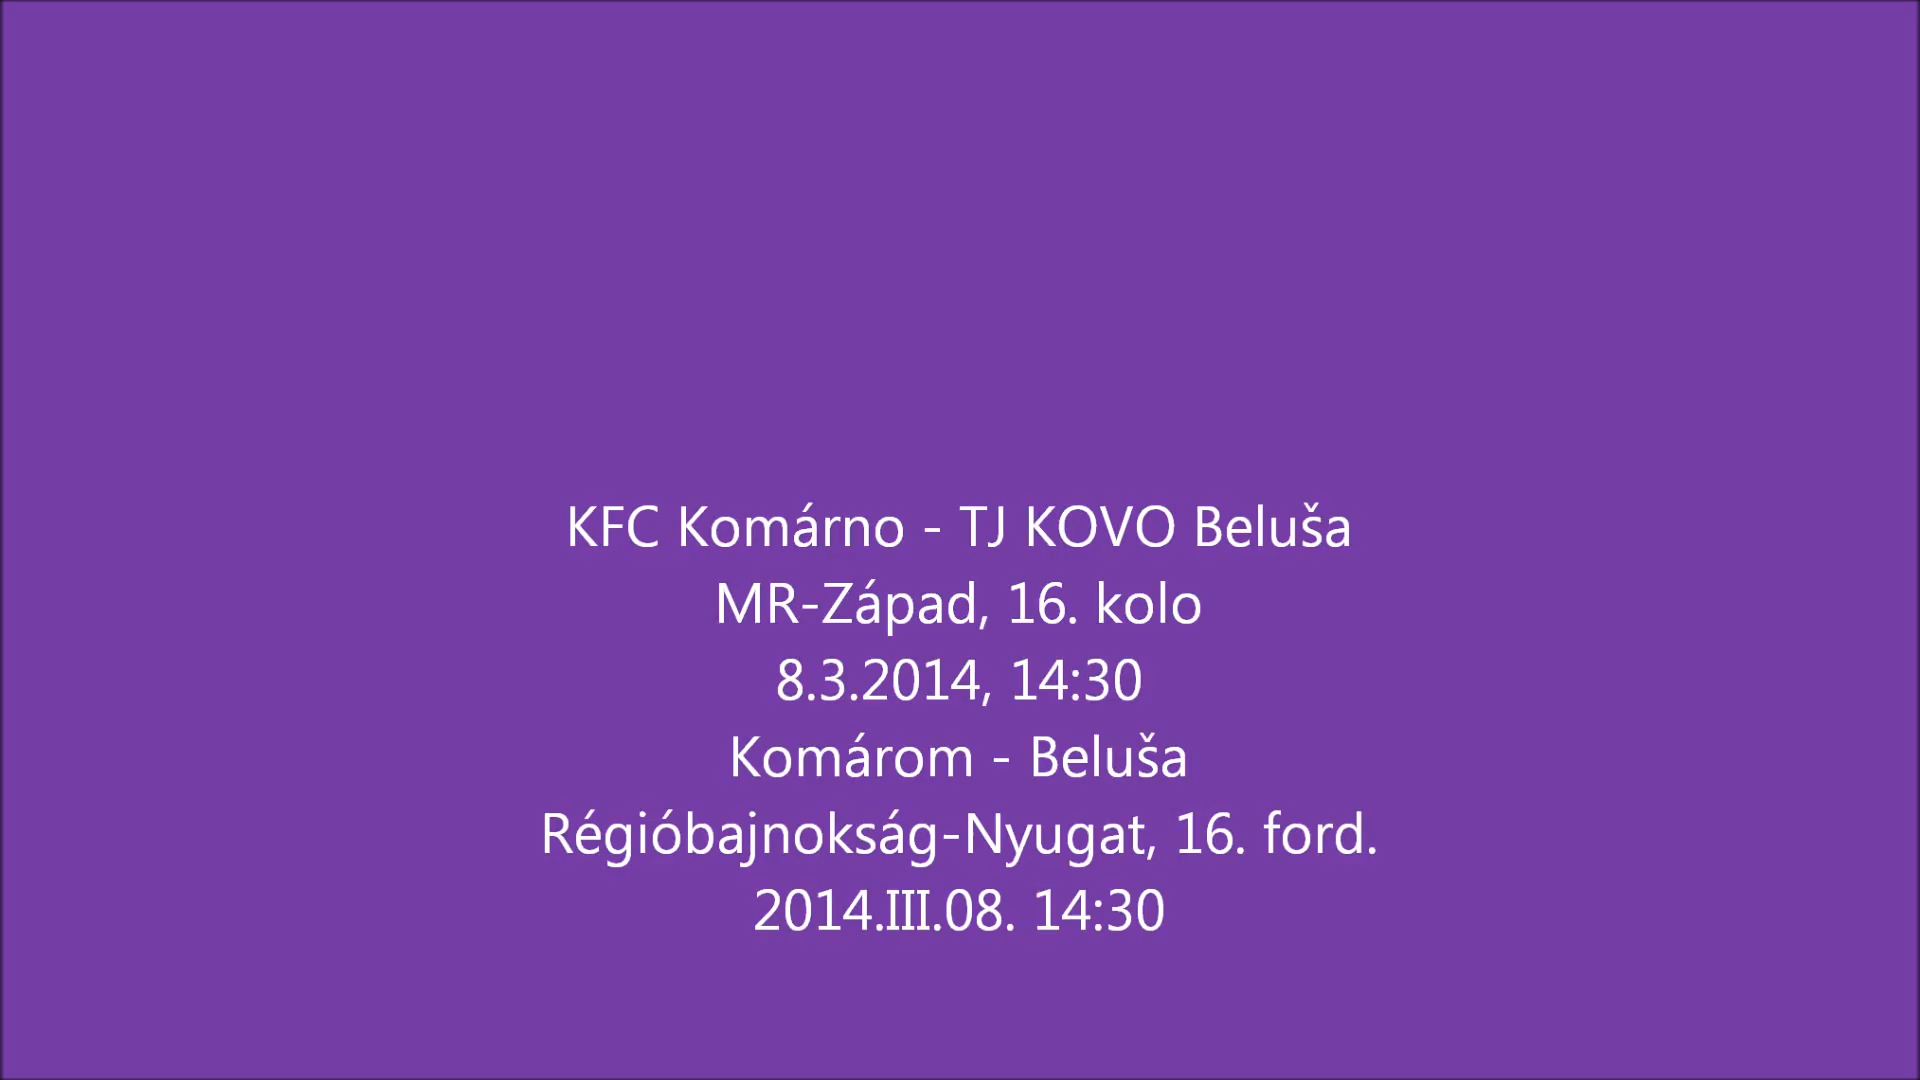 KFC Komárno - TJ KOVO Beluša
MR-Západ, 16. kolo
8.3.2014, 14:30
Komárom - Beluša
Régióbajnokság-Nyugat, 16. ford.
2014.III.08. 14:30